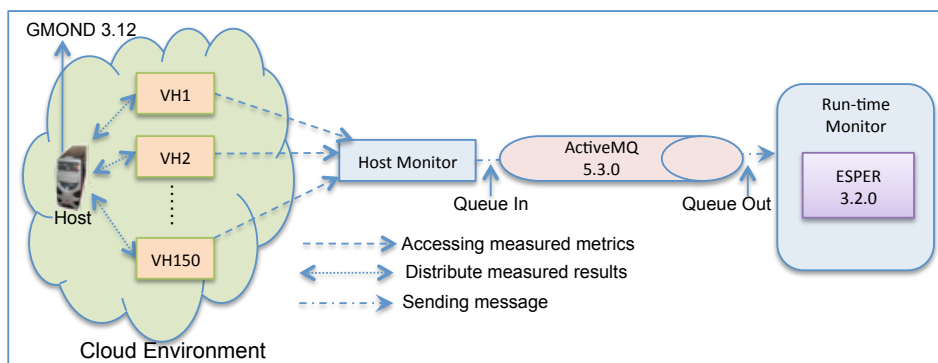 GMOND 3.12
VH1
VH2
VH150
Host
Cloud Environment
Host Monitor
ActiveMQ
5.3.0
Queue In
Queue Out
Run-time
Monitor
ESPER
3.2.0
Accessing measured metrics
Distribute measured results
Sending message